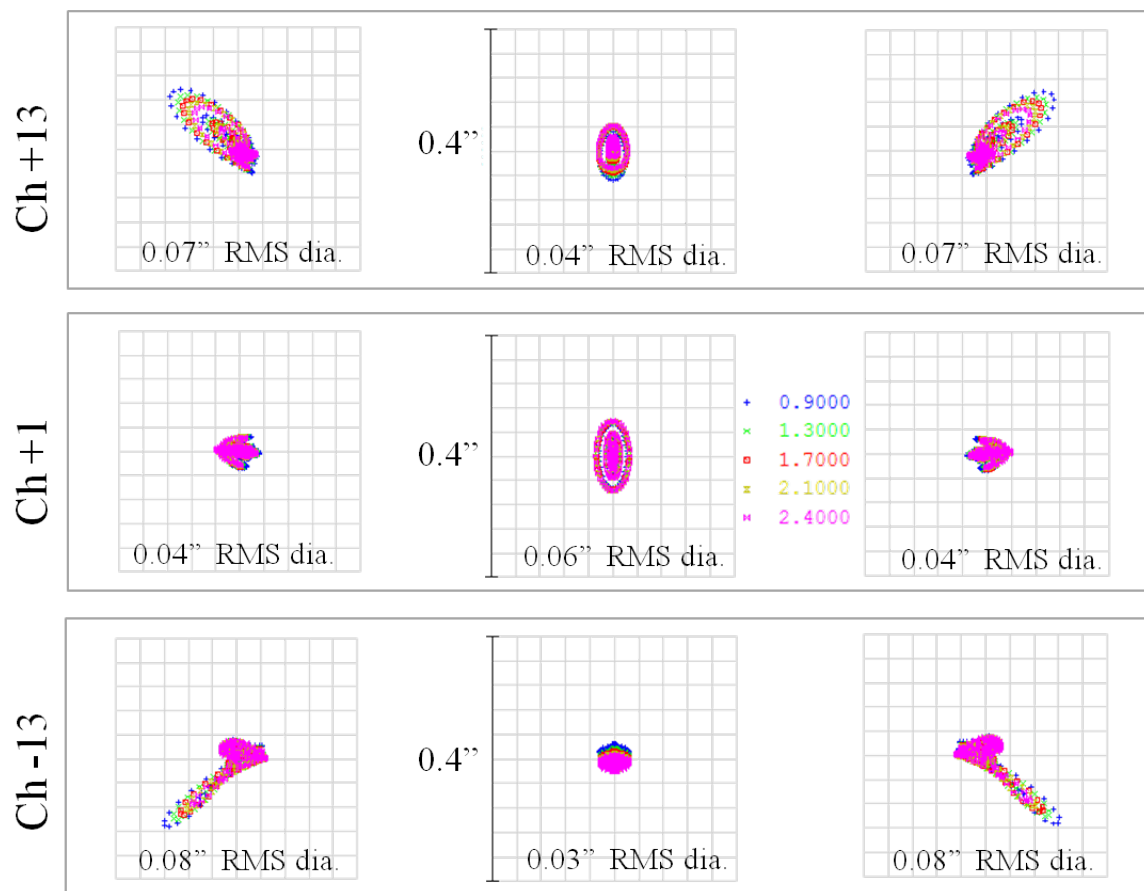 Ch +13
0.4”
0.07” RMS dia.
0.04” RMS dia.
0.07” RMS dia.
Ch +1
0.4”
0.9000
1.3000
1.7000
2.1000
2.4000
0.04” RMS dia.
0.06” RMS dia.
0.04” RMS dia.
Ch -13
0.4”
0.08” RMS dia.
0.03” RMS dia.
0.08” RMS dia.